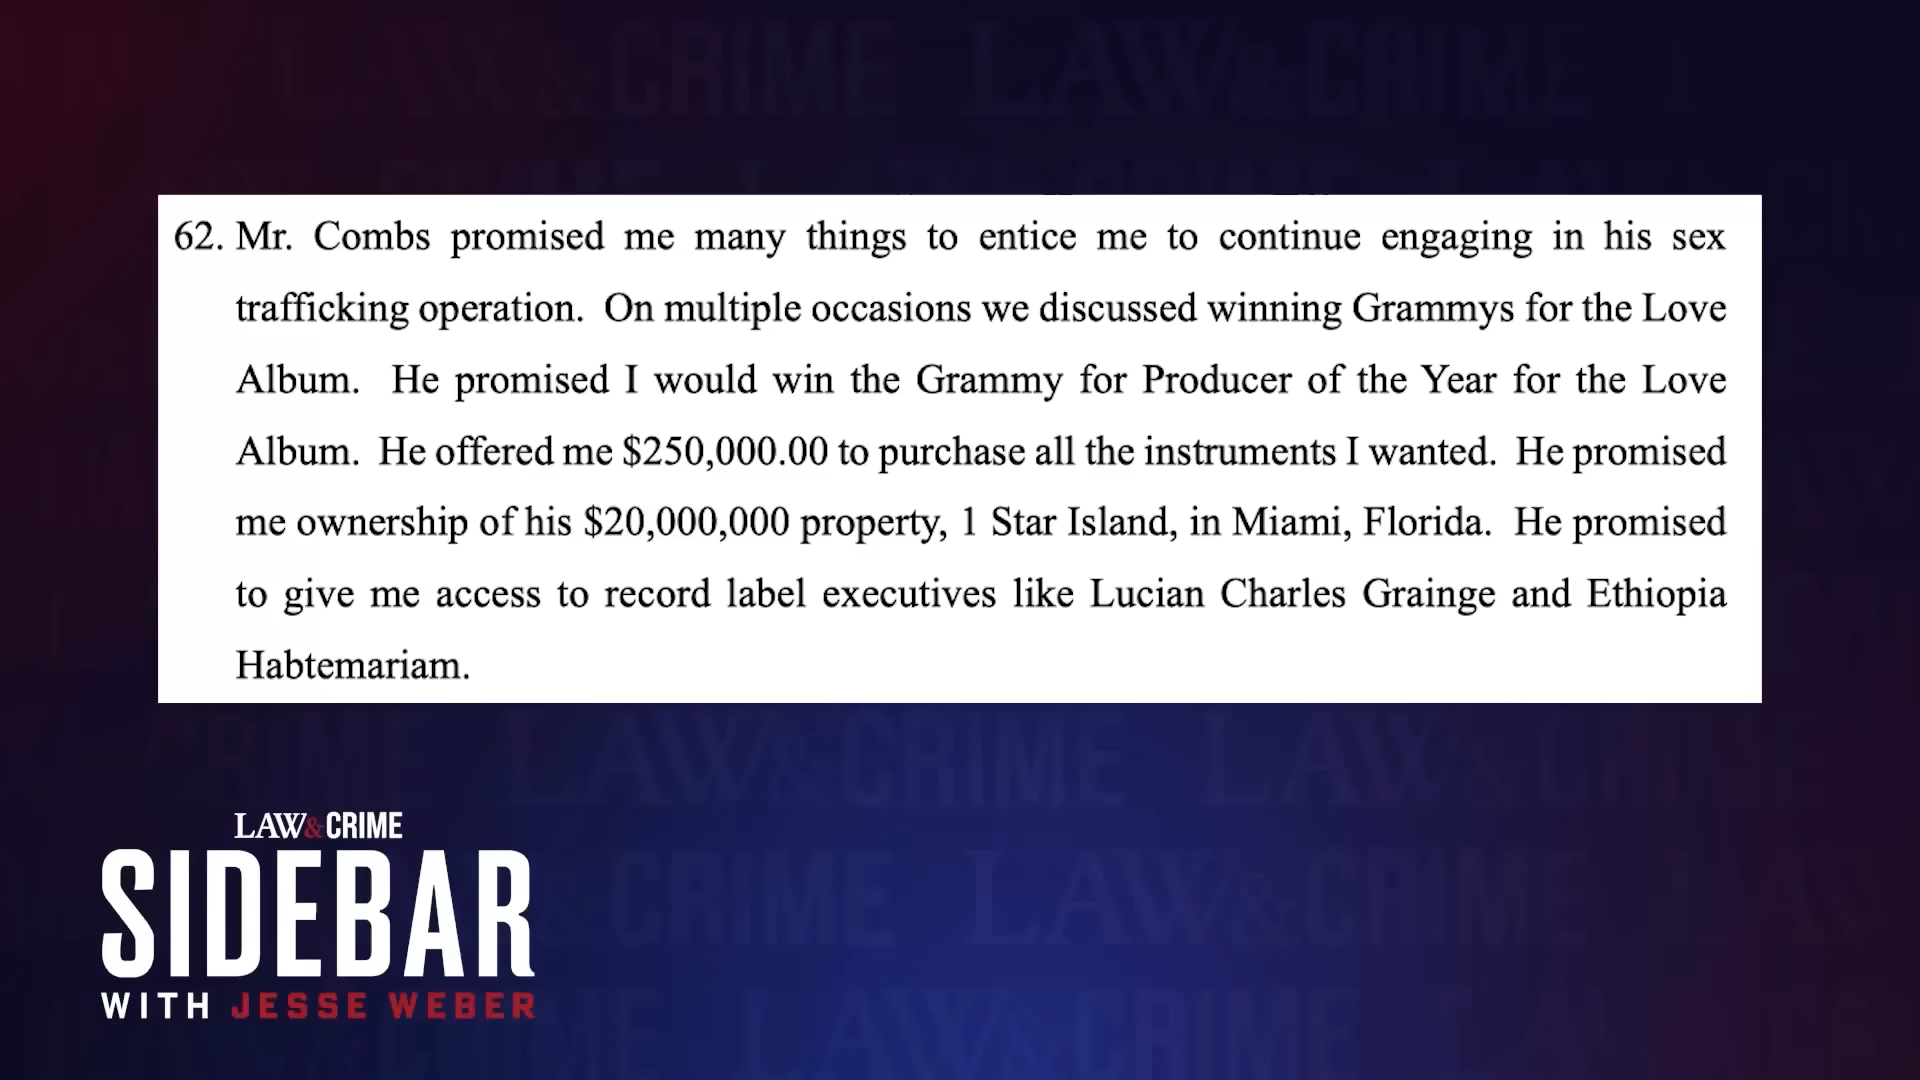 62. Mr. Combs promised me many things to entice me to continue engaging in his sex
trafficking operation. On multiple occasions we discussed winning Grammys for the Love
Album. He promised I would win the Grammy for Producer of the Year for the Love
Album. He offered me $250,000.00 to purchase all the instruments I wanted. He promised
me ownership of his $20,000,000 property, 1 Star Island, in Miami, Florida. He promised
to give me access to record label executives like Lucian Charles Grainge and Ethiopia
Habtemariam.
LAW&CRIME
SIDEBAR
WITH JESSE WEBER